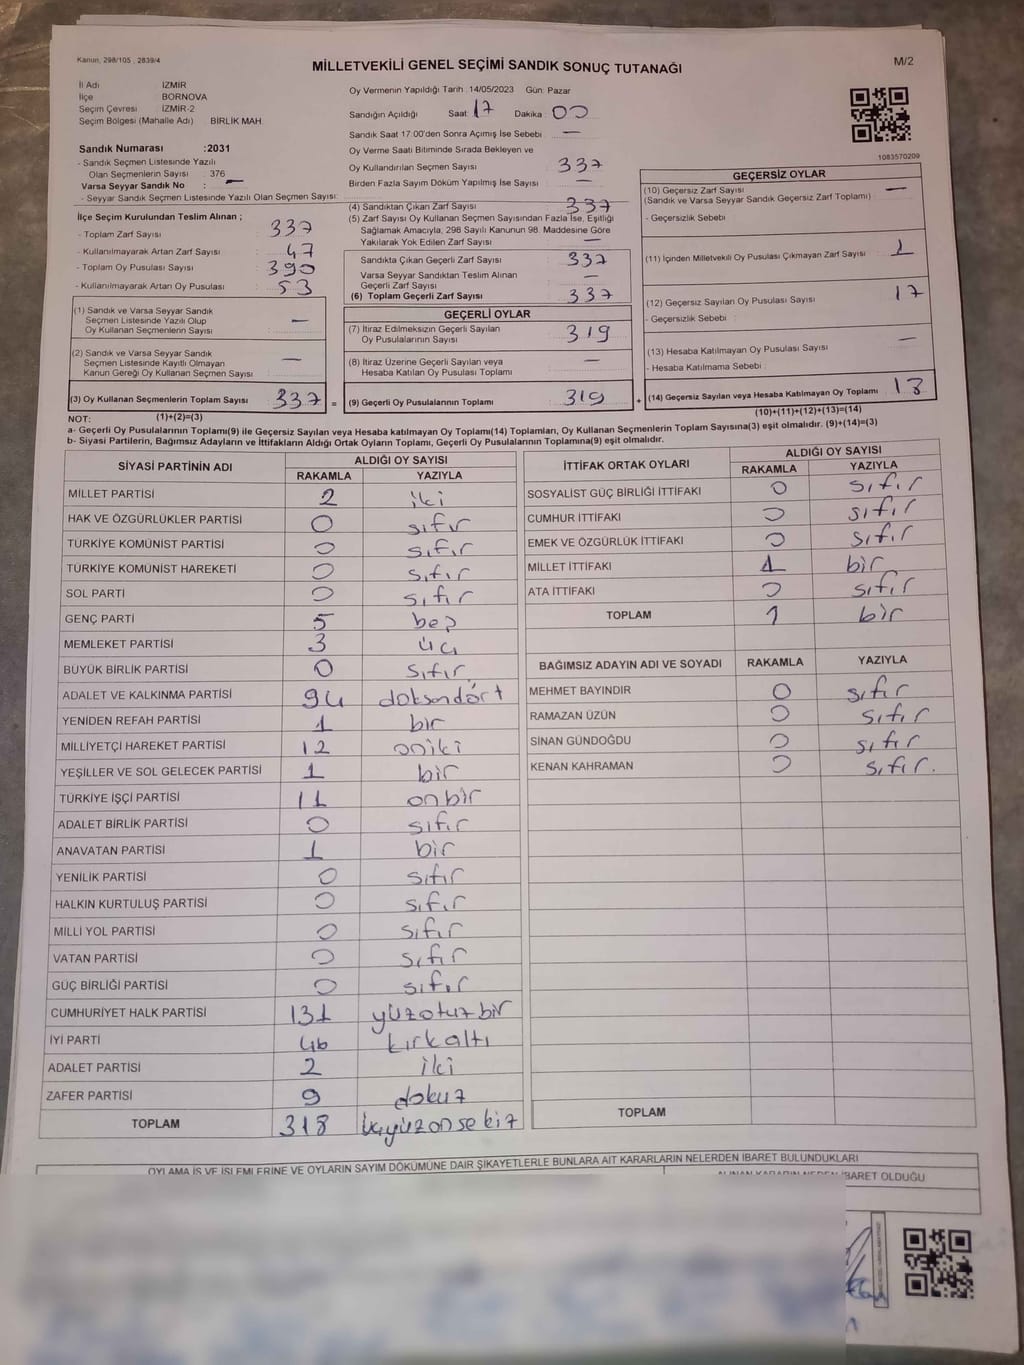 Kanun, 298/105 , 2839/4
MİLLETVEKİLİ GENEL SEÇİMİ SANDIK SONUÇ TUTANAĞI
M/2
İl Adı İZMİR
İlçe BORNOVA
Seçim Çevresi İZMİR-2
Seçim Bölgesi (Mahalle Adı) BİRLİK MAH.
Sandık Numarası :2031
- Sandık Seçmen Listesinde Yazılı
Olan Seçmenlerin Sayısı : 376
Varsa Seyyar Sandık No : —
- Seyyar Sandık Seçmen Listesinde Yazılı Olan Seçmen Sayısı:
Oy Vermenin Yapıldığı Tarih :14/05/2023 Gün: Pazar
Sandığın Açıldığı Saat: 17 Dakika 00
Sandık Saat 17.00'den Sonra Açımış İse Sebebi : —
Oy Verme Saati Bitiminde Sırada Bekleyen ve
Oy Kullandırılan Seçmen Sayısı : 337
Birden Fazla Sayım Döküm Yapılmış İse Sayısı : —
1083570209
İlçe Seçim Kurulundan Teslim Alınan ;
- Toplam Zarf Sayısı : 337
- Kullanılmayarak Artan Zarf Sayısı : 47
- Toplam Oy Pusulası Sayısı : 390
- Kullanılmayarak Artan Oy Pusulası : 53
(4) Sandıktan Çıkan Zarf Sayısı : 337
(5) Zarf Sayısı Oy Kullanan Seçmen Sayısından Fazla İse, Eşitliği
Sağlamak Amacıyla, 298 Sayılı Kanunun 98. Maddesine Göre
Yakılarak Yok Edilen Zarf Sayısı : —
Sandıkta Çıkan Geçerli Zarf Sayısı : 337
Varsa Seyyar Sandıktan Teslim Alınan
Geçerli Zarf Sayısı : —
(6) Toplam Geçerli Zarf Sayısı : 337
GEÇERSİZ OYLAR
(10) Geçersiz Zarf Sayısı —
(Sandık ve Varsa Seyyar Sandık Geçersiz Zarf Toplamı) :
- Geçersizlik Sebebi :
(11) İçinden Milletvekili Oy Pusulası Çıkmayan Zarf Sayısı : 1
(12) Geçersiz Sayılan Oy Pusulası Sayısı : 17
- Geçersizlik Sebebi :
(13) Hesaba Katılmayan Oy Pusulası Sayısı : —
- Hesaba Katılmama Sebebi :
(14) Geçersiz Sayılan veya Hesaba Katılmayan Oy Toplamı : 18
(10)+(11)+(12)+(13)=(14)
(1) Sandık ve Varsa Seyyar Sandık
Seçmen Listesinde Yazılı Olup
Oy Kullanan Seçmenlerin Sayısı : —
(2) Sandık ve Varsa Seyyar Sandık
Seçmen Listesinde Kayıtlı Olmayan
Kanun Gereği Oy Kullanan Seçmen Sayısı : —
(3) Oy Kullanan Seçmenlerin Toplam Sayısı : 337 =
(1)+(2)=(3)
GEÇERLİ OYLAR
(7) İtiraz Edilmeksizin Geçerli Sayılan
Oy Pusulalarının Sayısı : 319
(8) İtiraz Üzerine Geçerli Sayılan veya
Hesaba Katılan Oy Pusulası Toplamı : —
(9) Geçerli Oy Pusulalarının Toplamı : 319 +
NOT:
a- Geçerli Oy Pusulalarının Toplamı(9) ile Geçersiz Sayılan veya Hesaba katılmayan Oy Toplamı(14) Toplamları, Oy Kullanan Seçmenlerin Toplam Sayısına(3) eşit olmalıdır. (9)+(14)=(3)
b- Siyasi Partilerin, Bağımsız Adayların ve İttifakların Aldığı Ortak Oyların Toplamı, Geçerli Oy Pusulalarının Toplamına(9) eşit olmalıdır.
SİYASİ PARTİNİN ADI ALDIĞI OY SAYISI
RAKAMLA YAZIYLA
MİLLET PARTİSİ 2 iki
HAK VE ÖZGÜRLÜKLER PARTİSİ 0 sıfır
TÜRKİYE KOMÜNİST PARTİSİ 0 sıfır
TÜRKİYE KOMÜNİST HAREKETİ 0 sıfır
SOL PARTİ 0 sıfır
GENÇ PARTİ 5 beş
MEMLEKET PARTİSİ 3 üç
BÜYÜK BİRLİK PARTİSİ 0 sıfır
ADALET VE KALKINMA PARTİSİ 94 doksandört
YENİDEN REFAH PARTİSİ 1 bir
MİLLİYETÇİ HAREKET PARTİSİ 12 oniki
YEŞİLLER VE SOL GELECEK PARTİSİ 1 bir
TÜRKİYE İŞÇİ PARTİSİ 11 onbir
ADALET BİRLİK PARTİSİ 0 sıfır
ANAVATAN PARTİSİ 1 bir
YENİLİK PARTİSİ 0 sıfır
HALKIN KURTULUŞ PARTİSİ 0 sıfır
MİLLİ YOL PARTİSİ 0 sıfır
VATAN PARTİSİ 0 sıfır
GÜÇ BİRLİĞİ PARTİSİ 0 sıfır
CUMHURİYET HALK PARTİSİ 131 yüzotuzbir
İYİ PARTİ 46 kırkaltı
ADALET PARTİSİ 2 iki
ZAFER PARTİSİ 9 dokuz
TOPLAM 318 üçyüzonsekiz
İTTİFAK ORTAK OYLARI ALDIĞI OY SAYISI
RAKAMLA YAZIYLA
SOSYALİST GÜÇ BİRLİĞİ İTTİFAKI 0 sıfır
CUMHUR İTTİFAKI 0 sıfır
EMEK VE ÖZGÜRLÜK İTTİFAKI 0 sıfır
MİLLET İTTİFAKI 1 bir
ATA İTTİFAKI 0 sıfır
TOPLAM 1 bir
BAĞIMSIZ ADAYIN ADI VE SOYADI RAKAMLA YAZIYLA
MEHMET BAYINDIR 0 sıfır
RAMAZAN ÜZÜN 0 sıfır
SİNAN GÜNDOĞDU 0 sıfır
KENAN KAHRAMAN 0 sıfır.
TOPLAM
OYLAMA İŞ VE İŞLEMLERİNE VE OYLARIN SAYIM DÖKÜMÜNE DAİR ŞİKAYETLERLE BUNLARA AİT KARARLARIN NELERDEN İBARET BULUNDUKLARI
ALINAN KARARIN NEDEN İBARET OLDUĞU